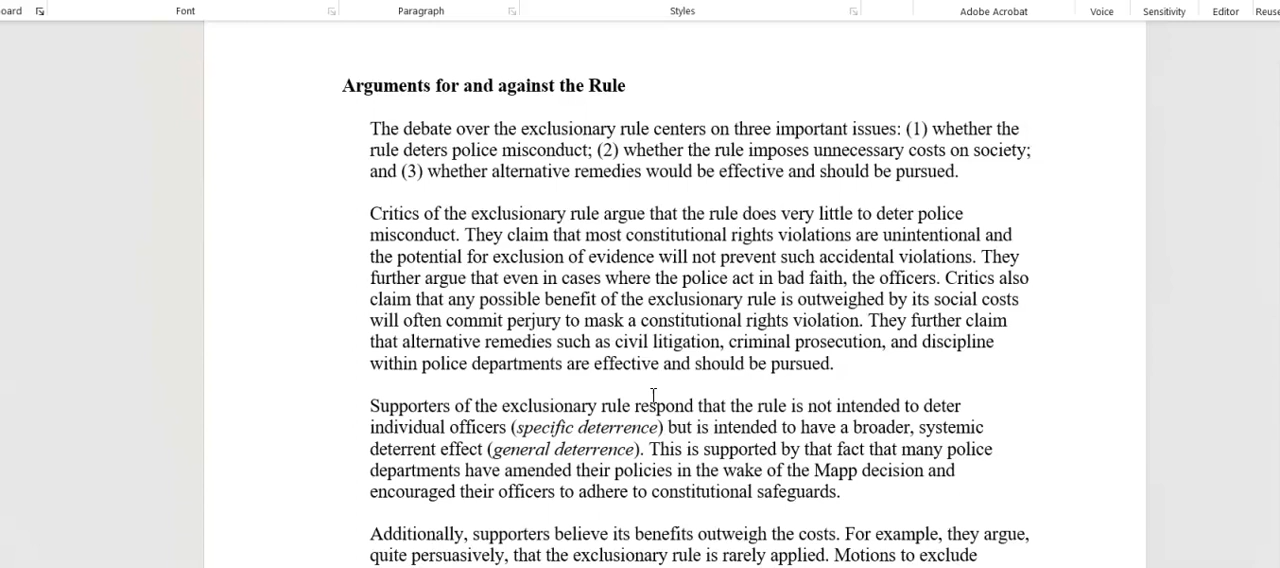 oard Font Paragraph Styles Adobe Acrobat Voice Sensitivity Editor Reuse
Arguments for and against the Rule
The debate over the exclusionary rule centers on three important issues: (1) whether the
rule deters police misconduct; (2) whether the rule imposes unnecessary costs on society;
and (3) whether alternative remedies would be effective and should be pursued.
Critics of the exclusionary rule argue that the rule does very little to deter police
misconduct. They claim that most constitutional rights violations are unintentional and
the potential for exclusion of evidence will not prevent such accidental violations. They
further argue that even in cases where the police act in bad faith, the officers. Critics also
claim that any possible benefit of the exclusionary rule is outweighed by its social costs
will often commit perjury to mask a constitutional rights violation. They further claim
that alternative remedies such as civil litigation, criminal prosecution, and discipline
within police departments are effective and should be pursued.
Supporters of the exclusionary rule respond that the rule is not intended to deter
individual officers (specific deterrence) but is intended to have a broader, systemic
deterrent effect (general deterrence). This is supported by that fact that many police
departments have amended their policies in the wake of the Mapp decision and
encouraged their officers to adhere to constitutional safeguards.
Additionally, supporters believe its benefits outweigh the costs. For example, they argue,
quite persuasively, that the exclusionary rule is rarely applied. Motions to exclude